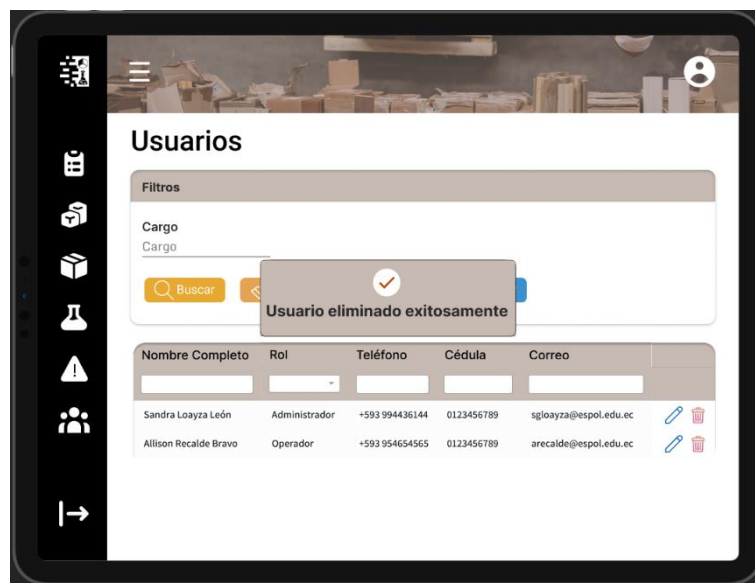 Usuarios
Filtros
Cargo
Cargo
Buscar
Usuario eliminado exitosamente
Nombre Completo Rol Teléfono Cédula Correo
Sandra Loayza León Administrador +593 994436144 0123456789 sgloayza@espol.edu.ec
Allison Recalde Bravo Operador +593 954654565 0123456789 arecalde@espol.edu.ec